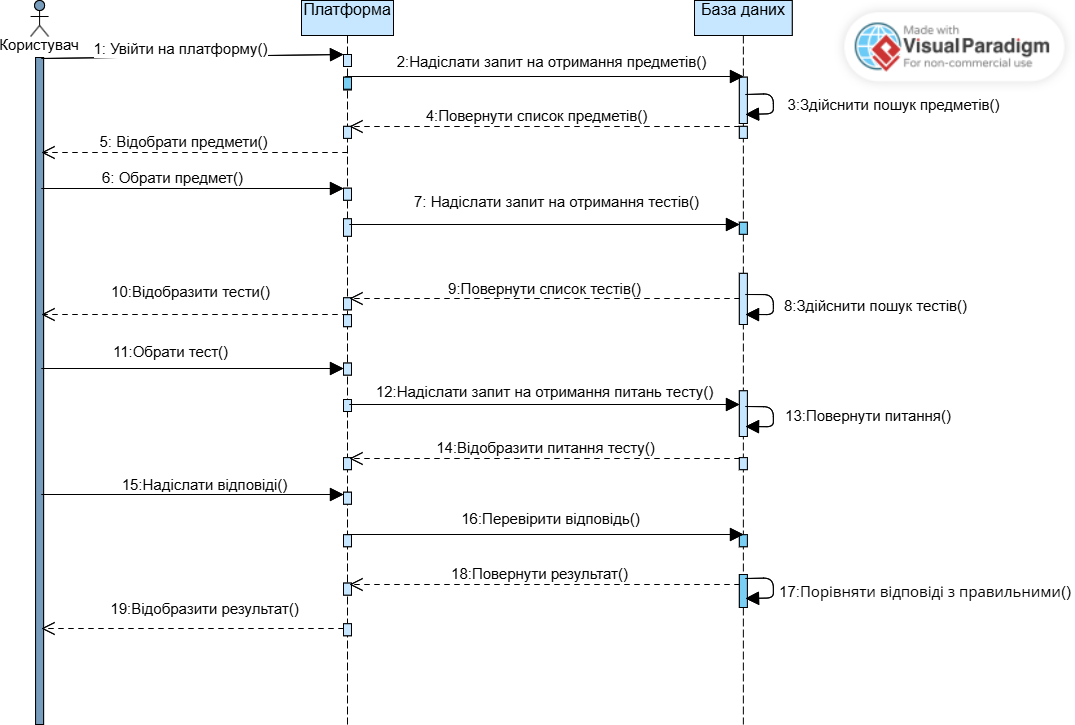 Платформа
База даних
Made with
Visual Paradigm
For non-commercial use
Користувач
1: Увійти на платформу()
2:Надіслати запит на отримання предметів()
3:Здійснити пошук предметів()
4:Повернути список предметів()
5: Відобрати предмети()
6: Обрати предмет()
7: Надіслати запит на отримання тестів()
10:Відобразити тести()
9:Повернути список тестів()
8:Здійснити пошук тестів()
11:Обрати тест()
12:Надіслати запит на отримання питань тесту()
13:Повернути питання()
14:Відобразити питання тесту()
15:Надіслати відповіді()
16:Перевірити відповідь()
18:Повернути результат()
17:Порівняти відповіді з правильними()
19:Відобразити результат()